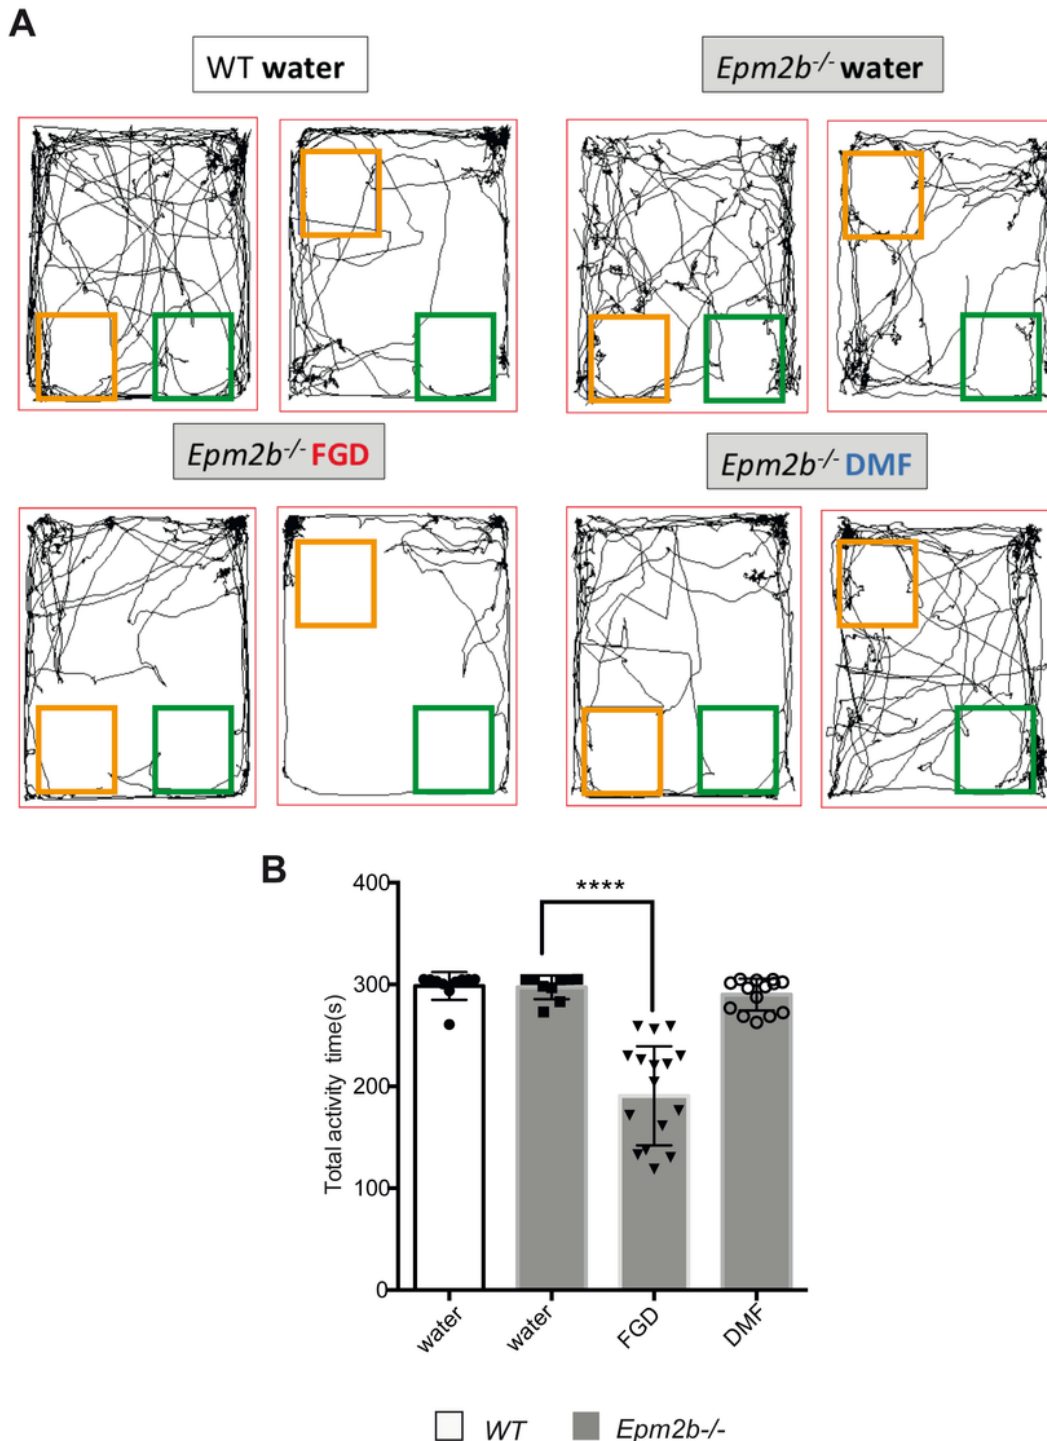 A
WT water
Epm2b-/- water
Epm2b-/- FGD
Epm2b-/- DMF
B
Total activity time(s)
400
300
200
100
0
****
water
water
FGD
DMF
WT
Epm2b-/-